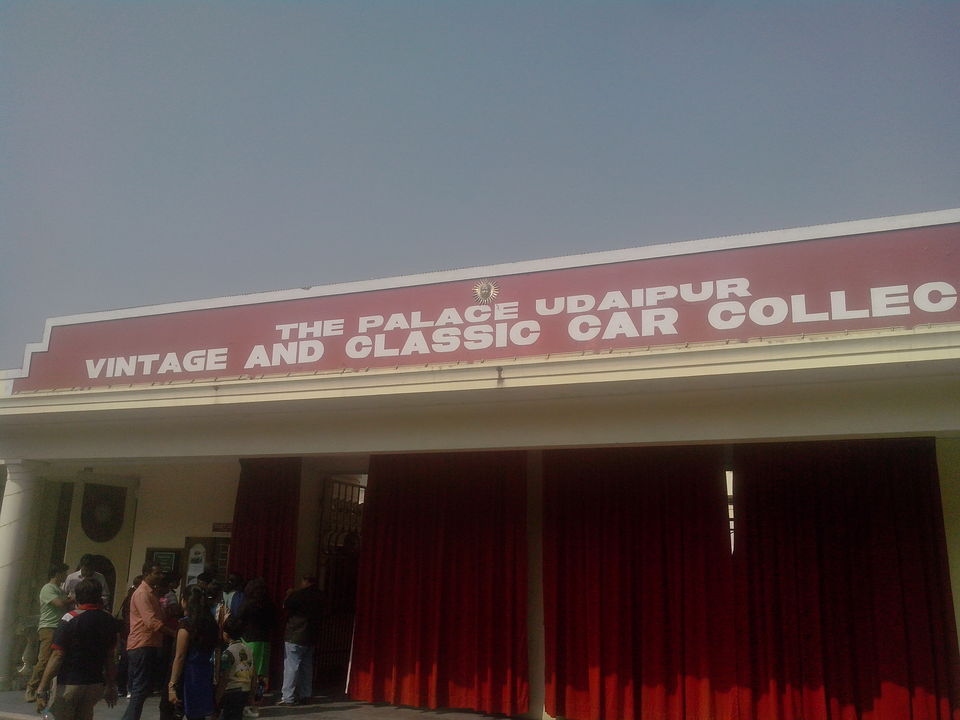 THE PALACE UDAIPUR
VINTAGE AND CLASSIC CAR COLLEC